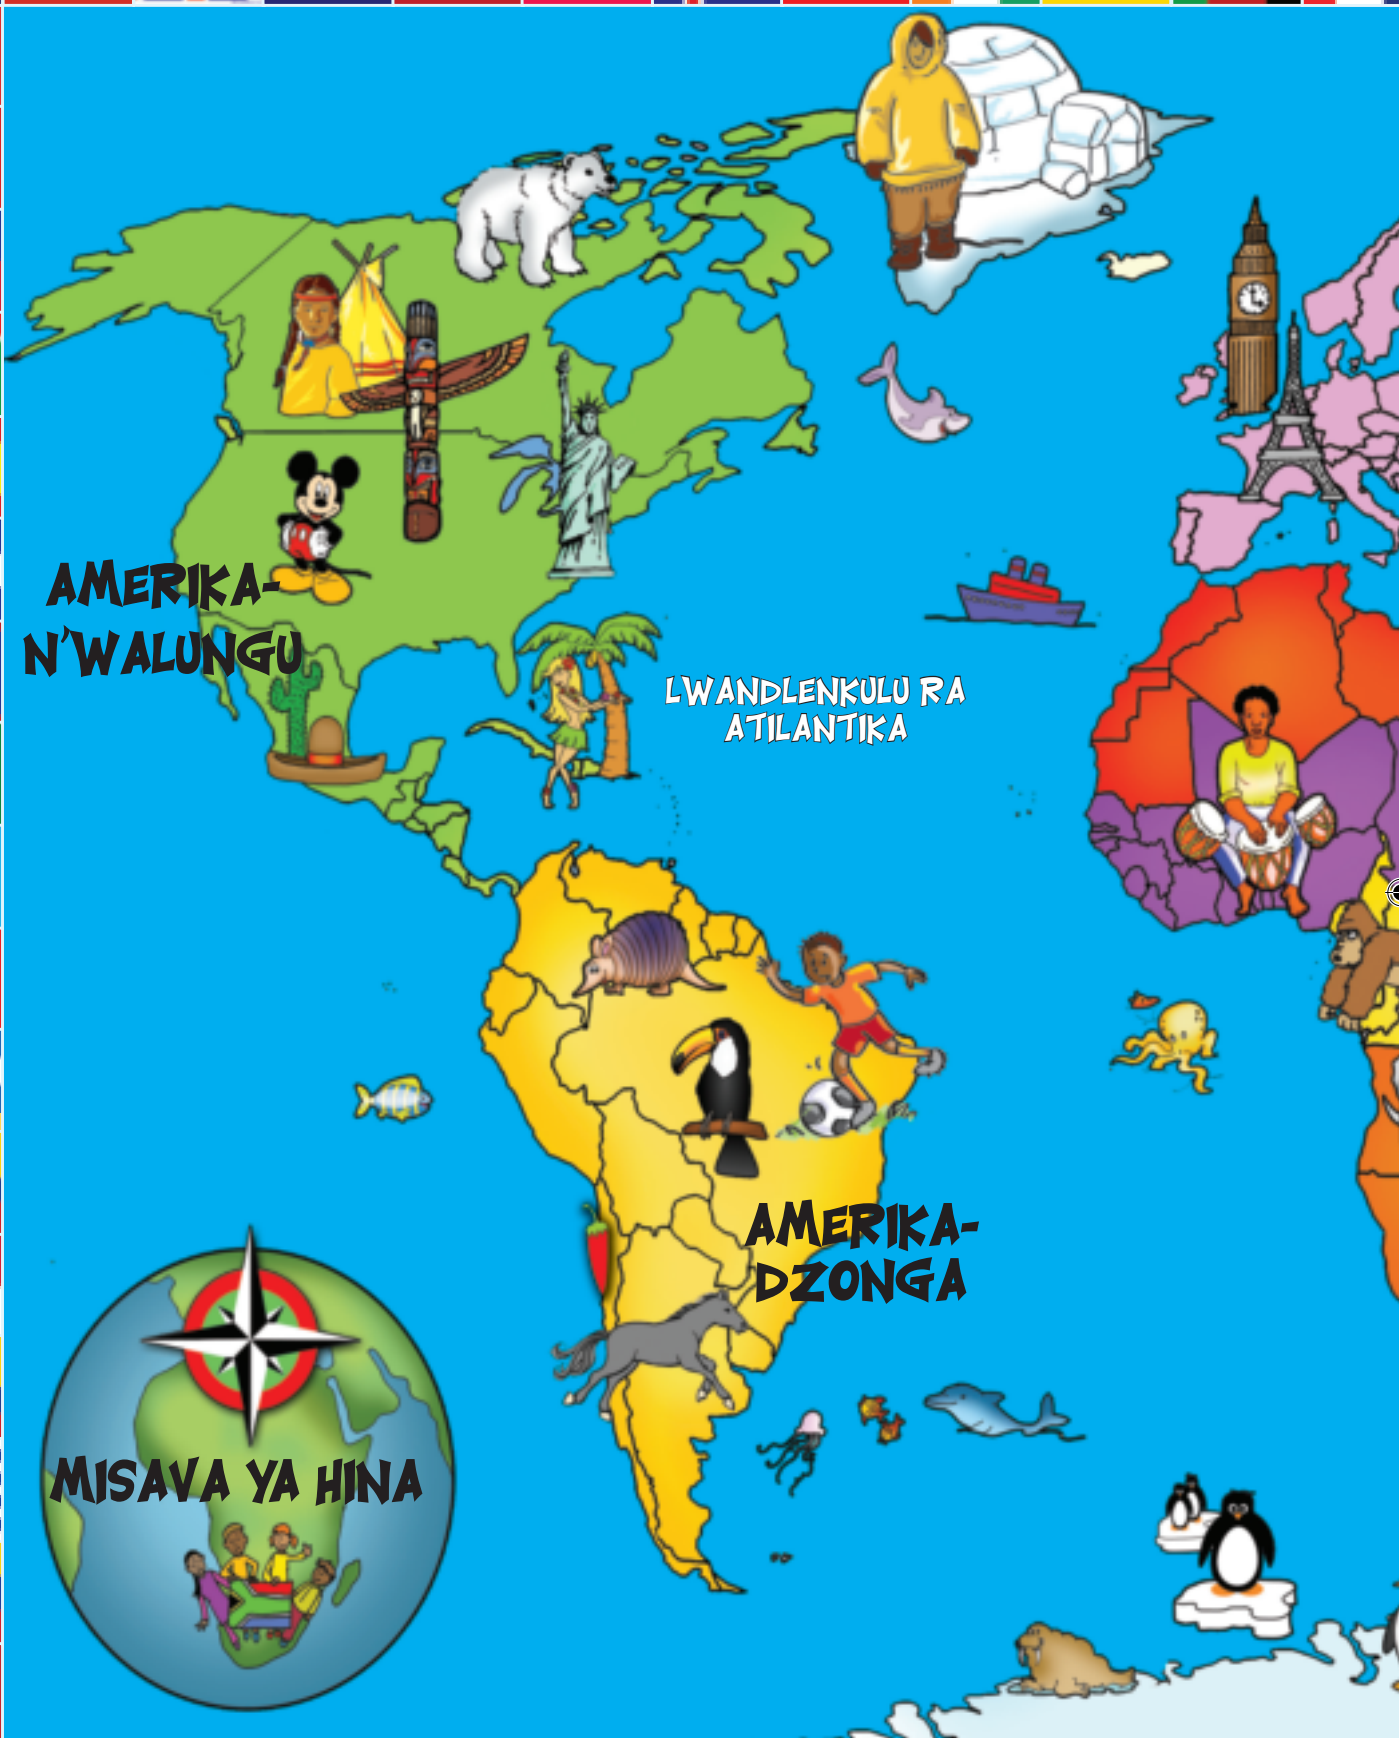 AMERIKA-
N'WALUNGU
LWANDLENKULU RA
ATILANTIKA
AMERIKA-
DZONGA
MISAVA YA HINA